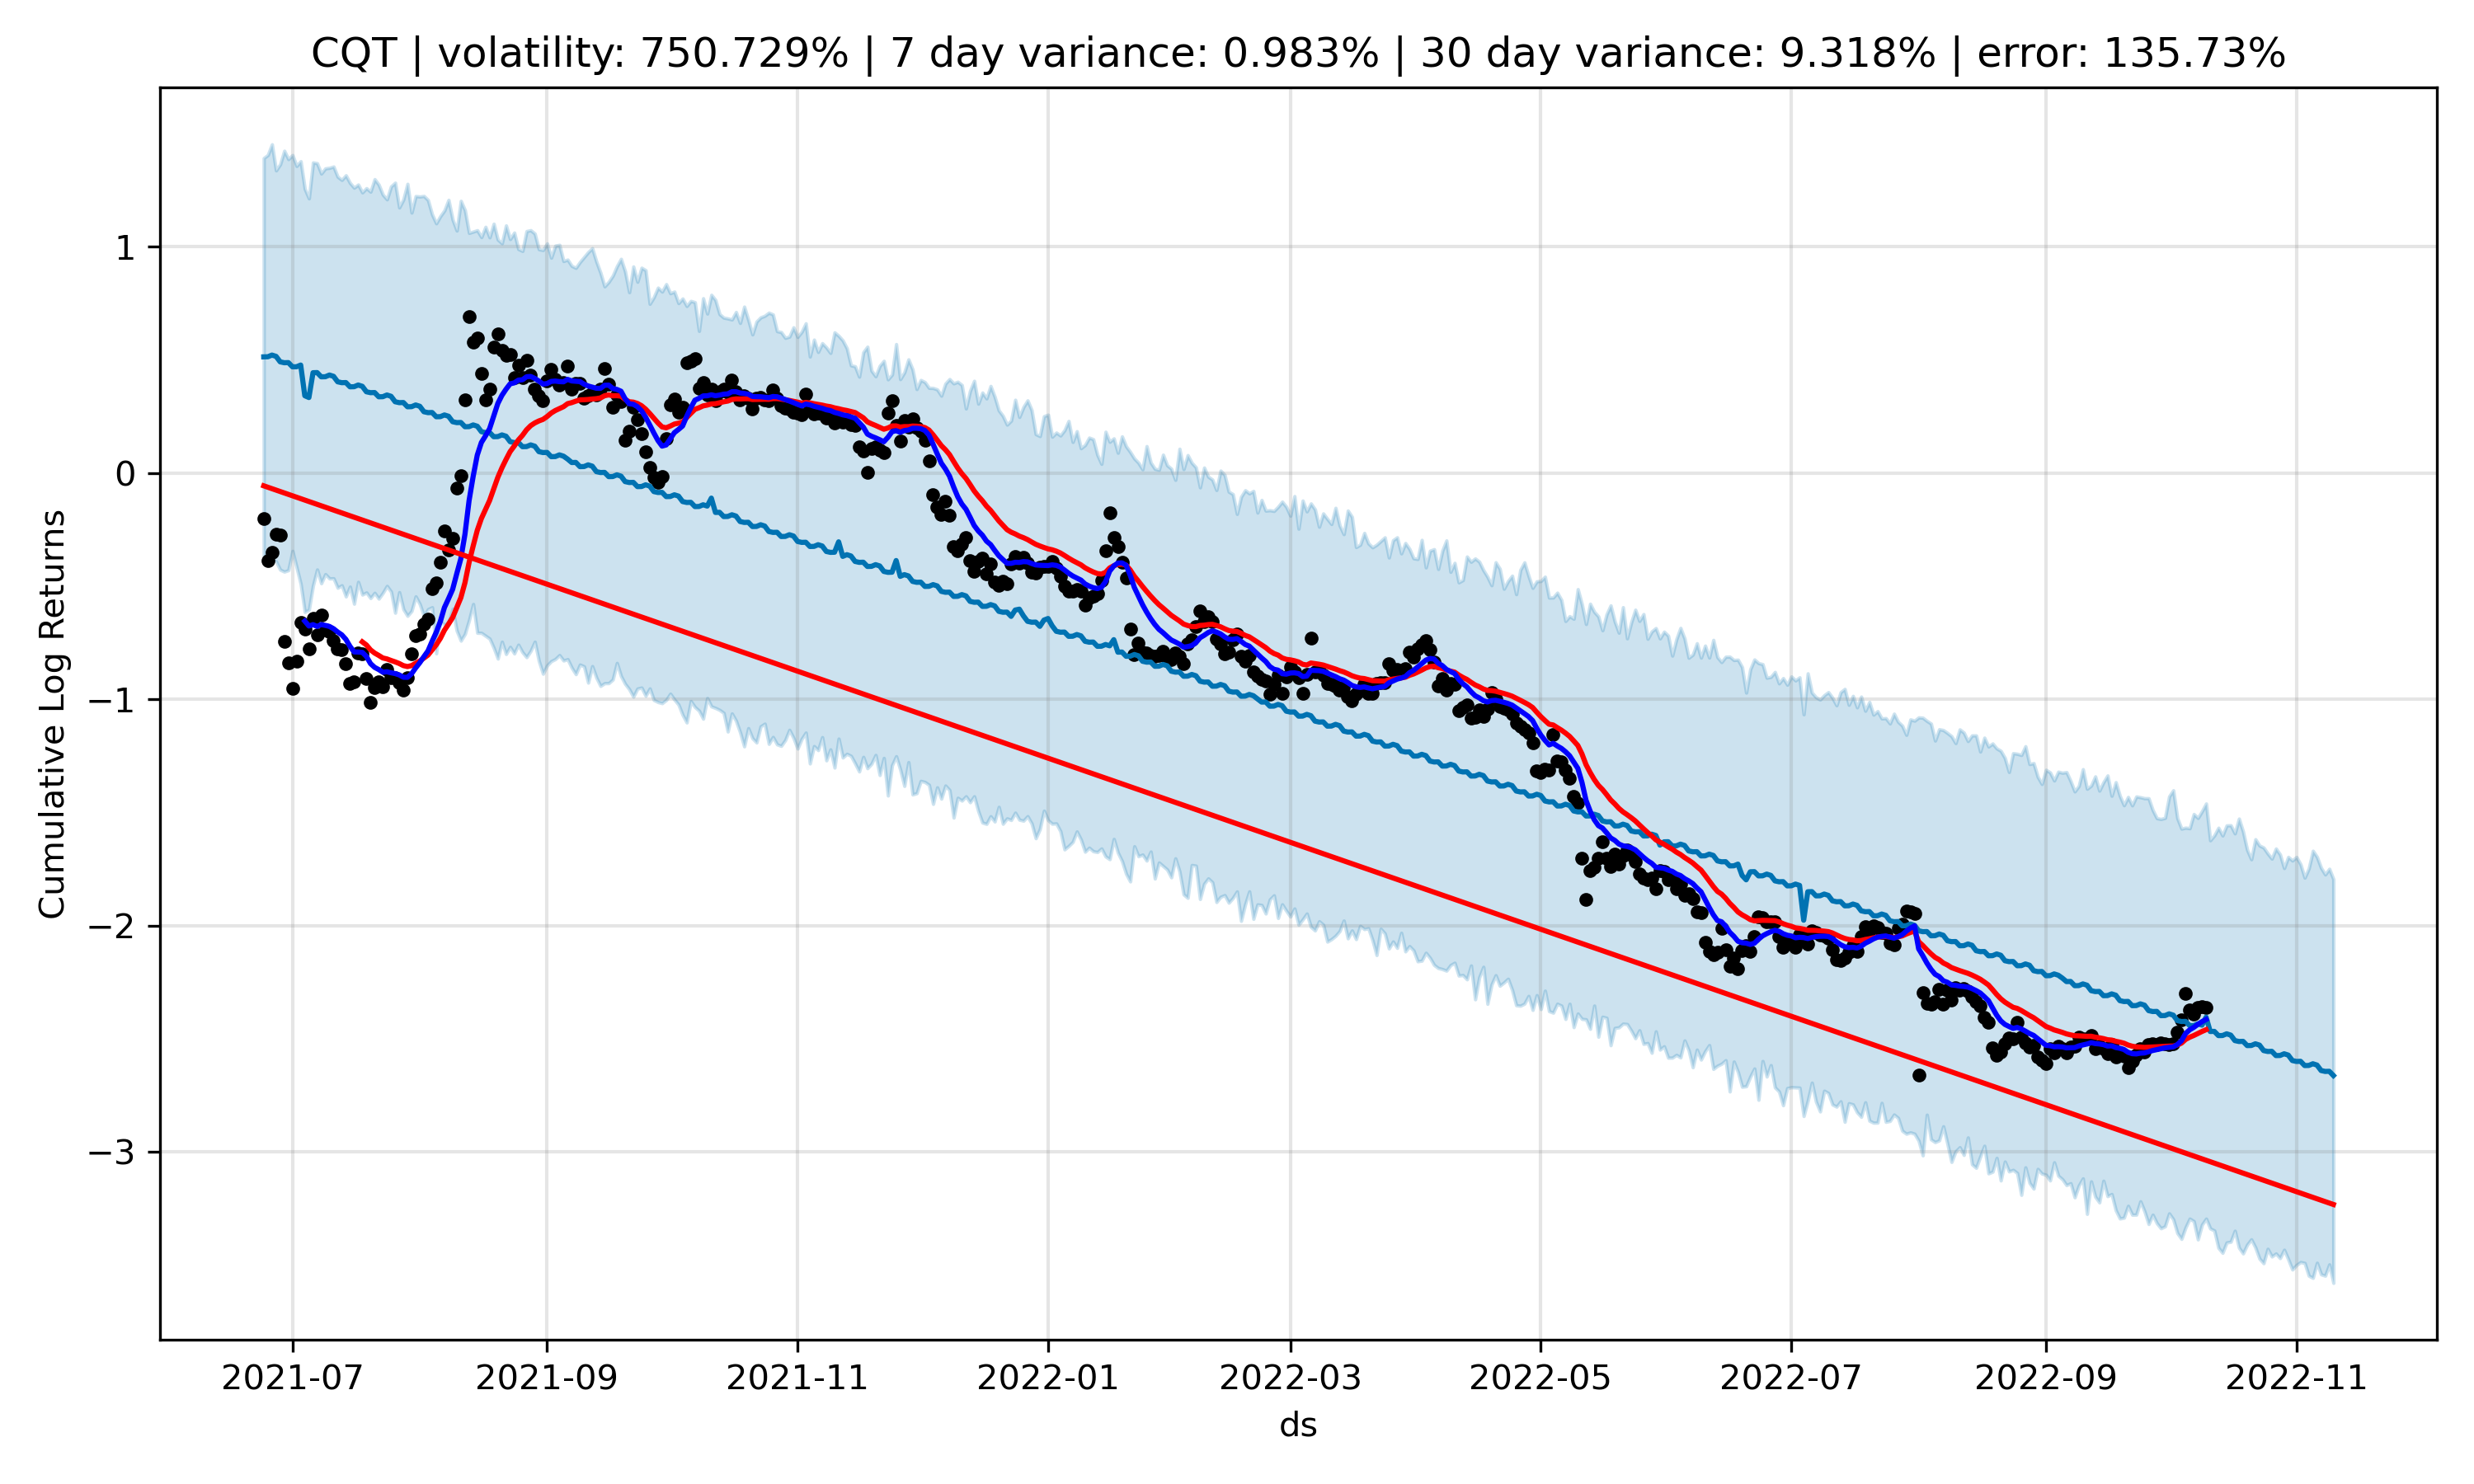 CQT | volatility: 750.729% | 7 day variance: 0.983% | 30 day variance: 9.318% | error: 135.73%
Cumulative Log Returns
1
0
−1
−2
−3
2021-07 2021-09 2021-11 2022-01 2022-03 2022-05 2022-07 2022-09 2022-11
ds